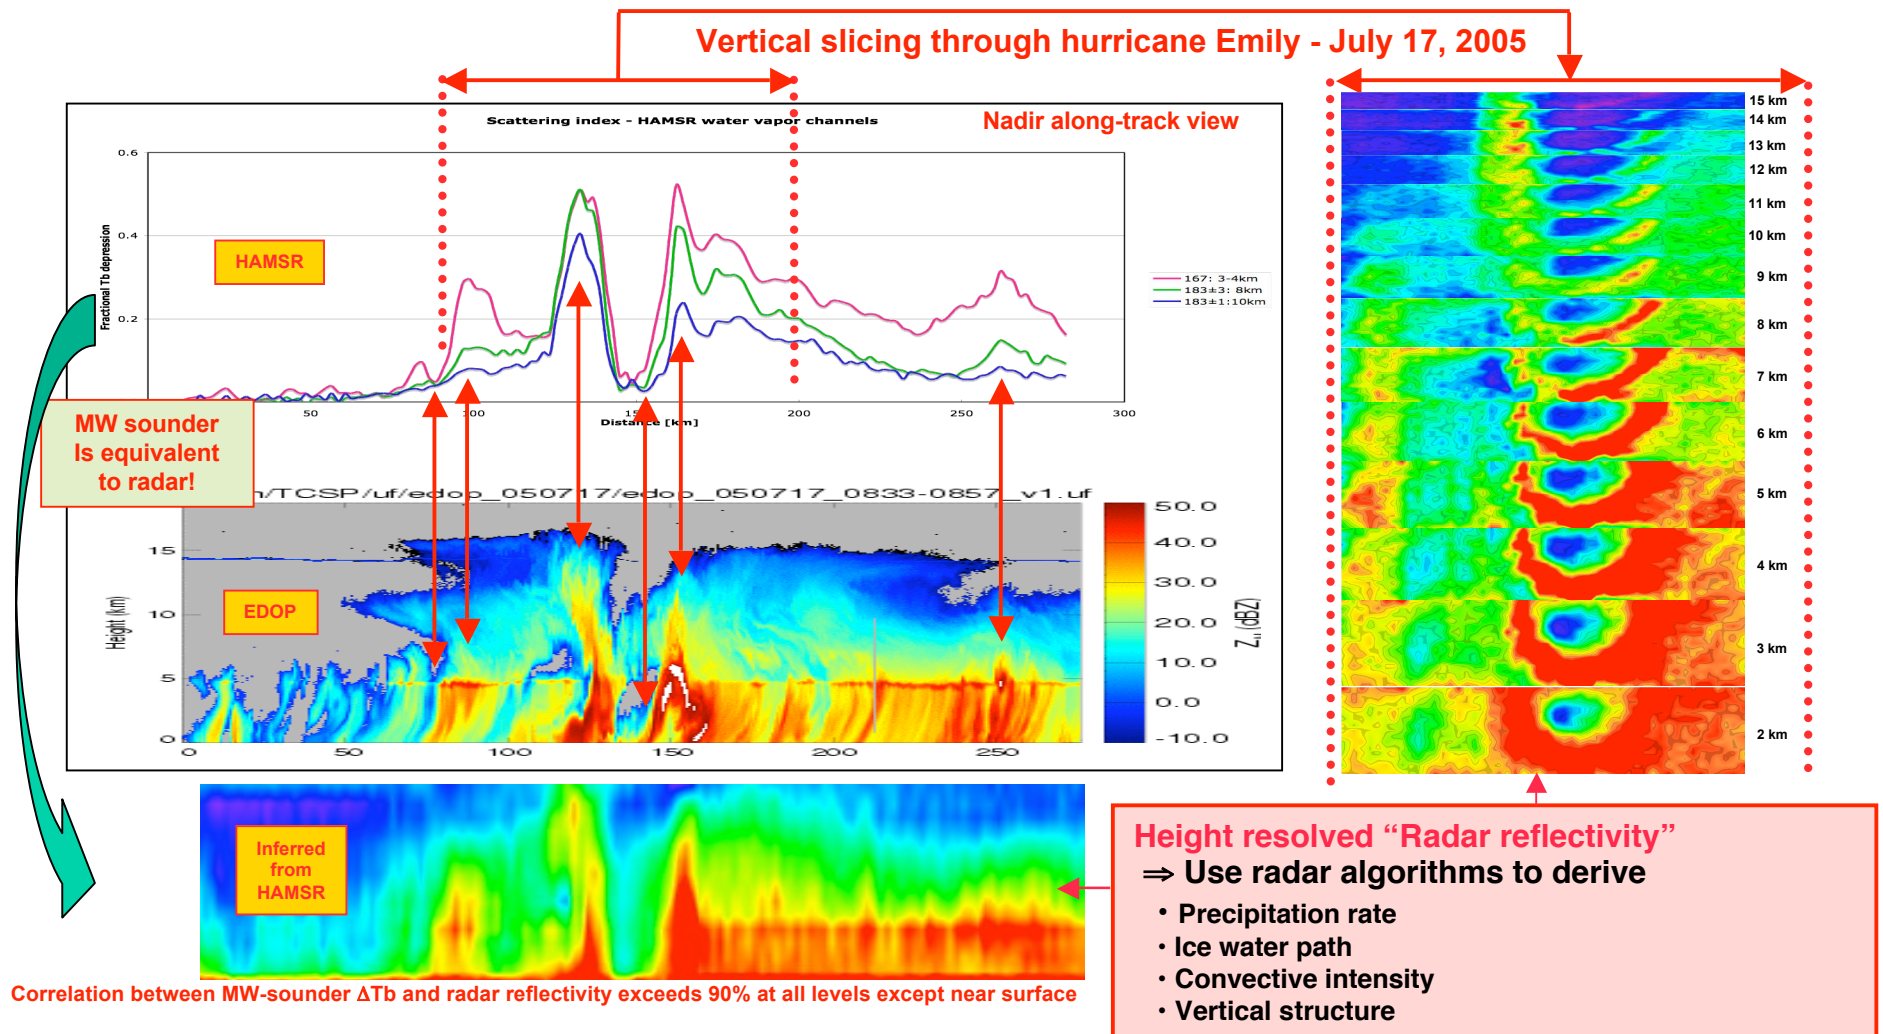 Vertical slicing through hurricane Emily - July 17, 2005
Scattering index - HAMSR water vapor channels
Nadir along-track view
0.6
0.4
0.2
Fractional Tb depression
HAMSR
167: 3-4km
183±3: 8km
183±1:10km
50
100
150
200
250
300
Distance [km]
MW sounder
Is equivalent
to radar!
n/TCSP/uf/edop_050717/edop_050717_0833-0857_v1.uf
15
10
5
0
Height (km)
EDOP
0
50
100
150
200
250
50.0
40.0
30.0
20.0
10.0
0.0
-10.0
15 km
14 km
13 km
12 km
11 km
10 km
9 km
8 km
7 km
6 km
5 km
4 km
3 km
2 km
Inferred
from
HAMSR
Correlation between MW-sounder ΔTb and radar reflectivity exceeds 90% at all levels except near surface
Height resolved “Radar reflectivity”
⇒ Use radar algorithms to derive
• Precipitation rate
• Ice water path
• Convective intensity
• Vertical structure